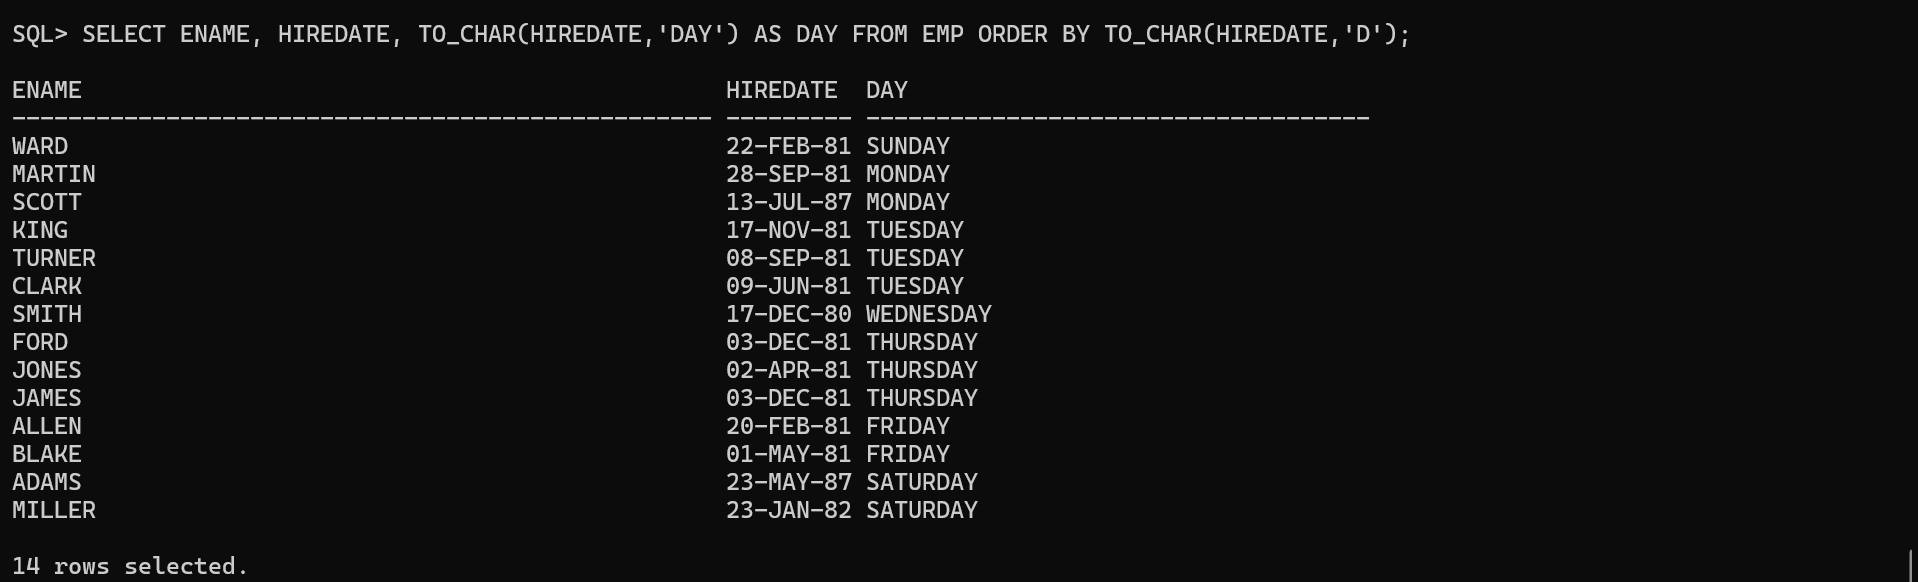 SQL> SELECT ENAME, HIREDATE, TO_CHAR(HIREDATE,'DAY') AS DAY FROM EMP ORDER BY TO_CHAR(HIREDATE,'D');
ENAME HIREDATE DAY
-------------------------------------------------- --------- ------------------------------------
WARD 22-FEB-81 SUNDAY
MARTIN 28-SEP-81 MONDAY
SCOTT 13-JUL-87 MONDAY
KING 17-NOV-81 TUESDAY
TURNER 08-SEP-81 TUESDAY
CLARK 09-JUN-81 TUESDAY
SMITH 17-DEC-80 WEDNESDAY
FORD 03-DEC-81 THURSDAY
JONES 02-APR-81 THURSDAY
JAMES 03-DEC-81 THURSDAY
ALLEN 20-FEB-81 FRIDAY
BLAKE 01-MAY-81 FRIDAY
ADAMS 23-MAY-87 SATURDAY
MILLER 23-JAN-82 SATURDAY
14 rows selected.